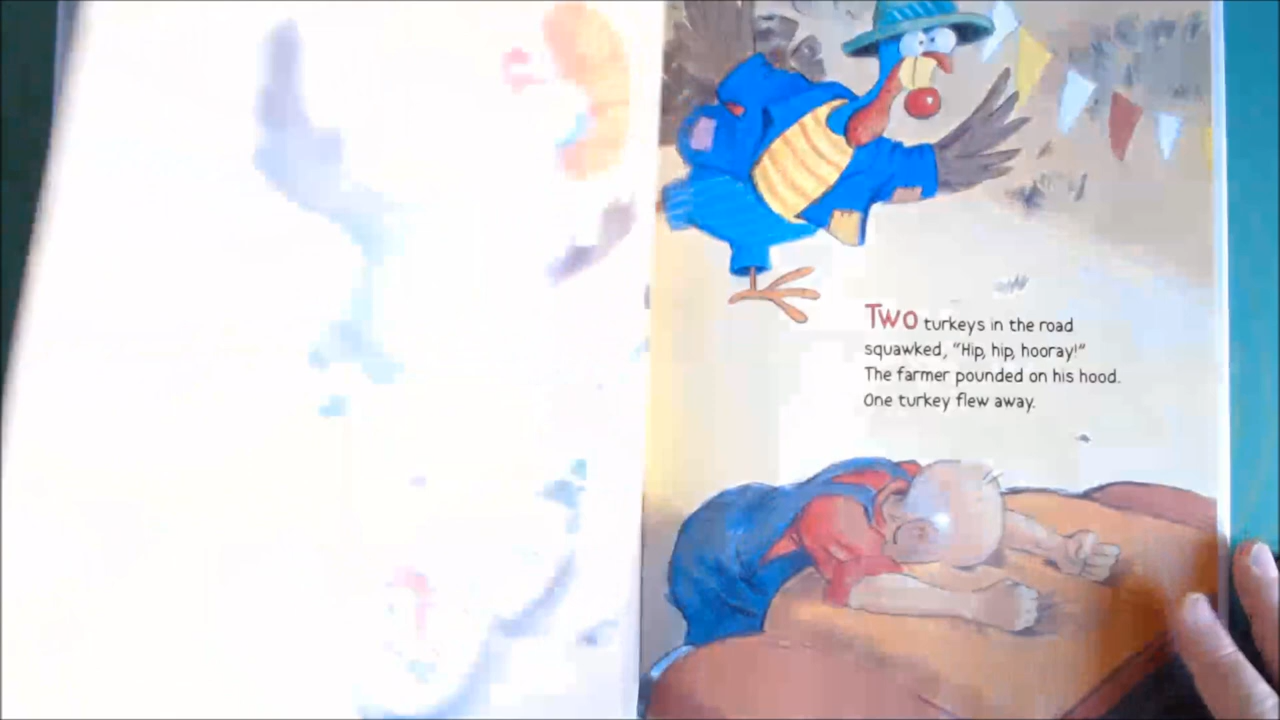 Two turkeys in the road
squawked, “Hip, hip, hooray!”
The farmer pounded on his hood.
One turkey flew away.